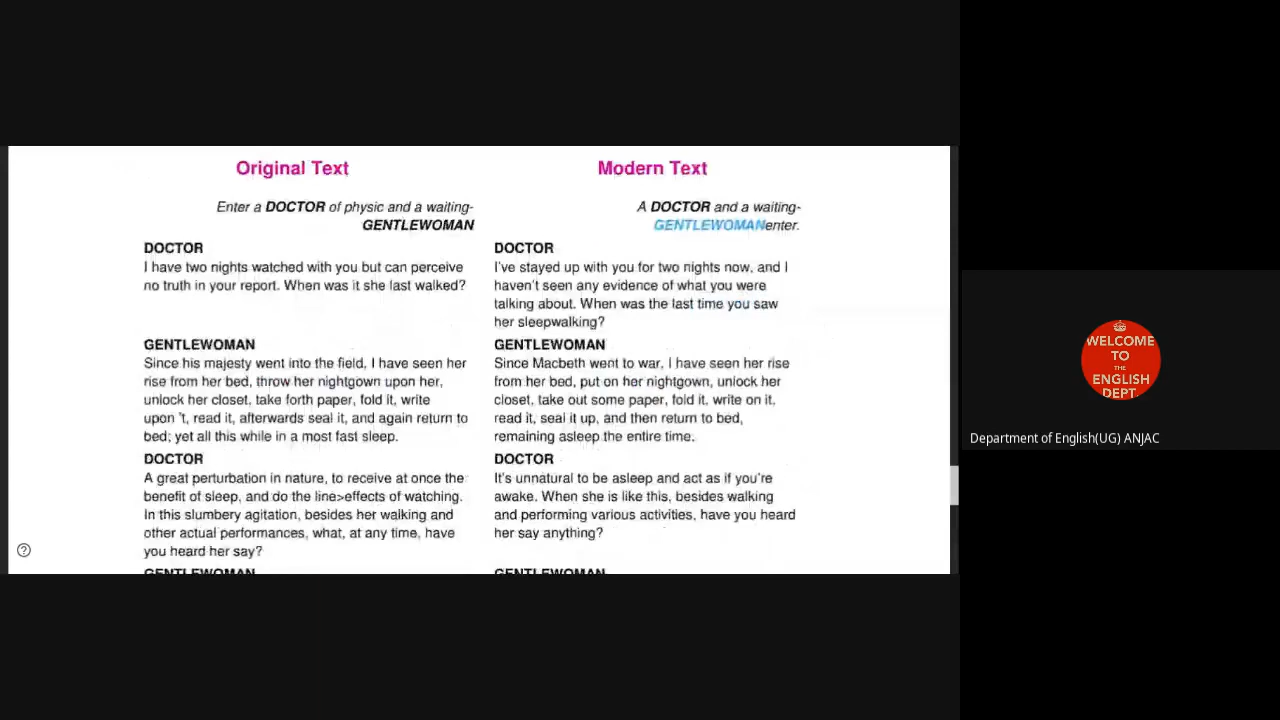 Original Text
Enter a DOCTOR of physic and a waiting-
GENTLEWOMAN
DOCTOR
I have two nights watched with you but can perceive
no truth in your report. When was it she last walked?
GENTLEWOMAN
Since his majesty went into the field, I have seen her
rise from her bed, throw her nightgown upon her,
unlock her closet, take forth paper, fold it, write
upon 't, read it, afterwards seal it, and again return to
bed; yet all this while in a most fast sleep.
DOCTOR
A great perturbation in nature, to receive at once the
benefit of sleep, and do the line>effects of watching.
In this slumbery agitation, besides her walking and
other actual performances, what, at any time, have
you heard her say?
GENTLEWOMAN
Modern Text
A DOCTOR and a waiting-
GENTLEWOMANenter.
DOCTOR
I've stayed up with you for two nights now, and I
haven't seen any evidence of what you were
talking about. When was the last time you saw
her sleepwalking?
GENTLEWOMAN
Since Macbeth went to war, I have seen her rise
from her bed, put on her nightgown, unlock her
closet, take out some paper, fold it, write on it,
read it, seal it up, and then return to bed,
remaining asleep the entire time.
DOCTOR
It's unnatural to be asleep and act as if you're
awake. When she is like this, besides walking
and performing various activities, have you heard
her say anything?
GENTLEWOMAN
WELCOME
TO
THE
ENGLISH
DEPT.
Department of English(UG) ANJAC